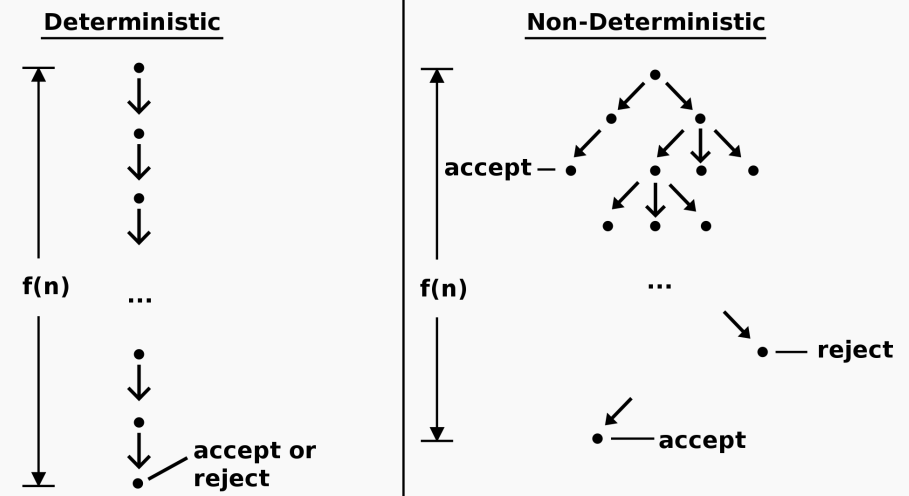 Deterministic
f(n)
...
accept or
reject
Non-Deterministic
accept
f(n)
...
reject
accept